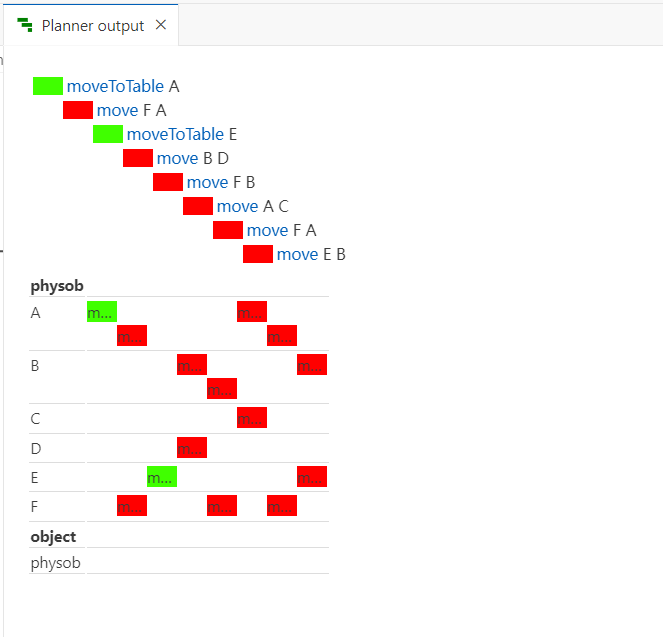 Planner output
moveToTable A
move F A
moveToTable E
move B D
move F B
move A C
move F A
move E B
physob
A m... m...
m... m...
B m... m...
m...
C m...
D m...
E m... m...
F m... m... m...
object
physob